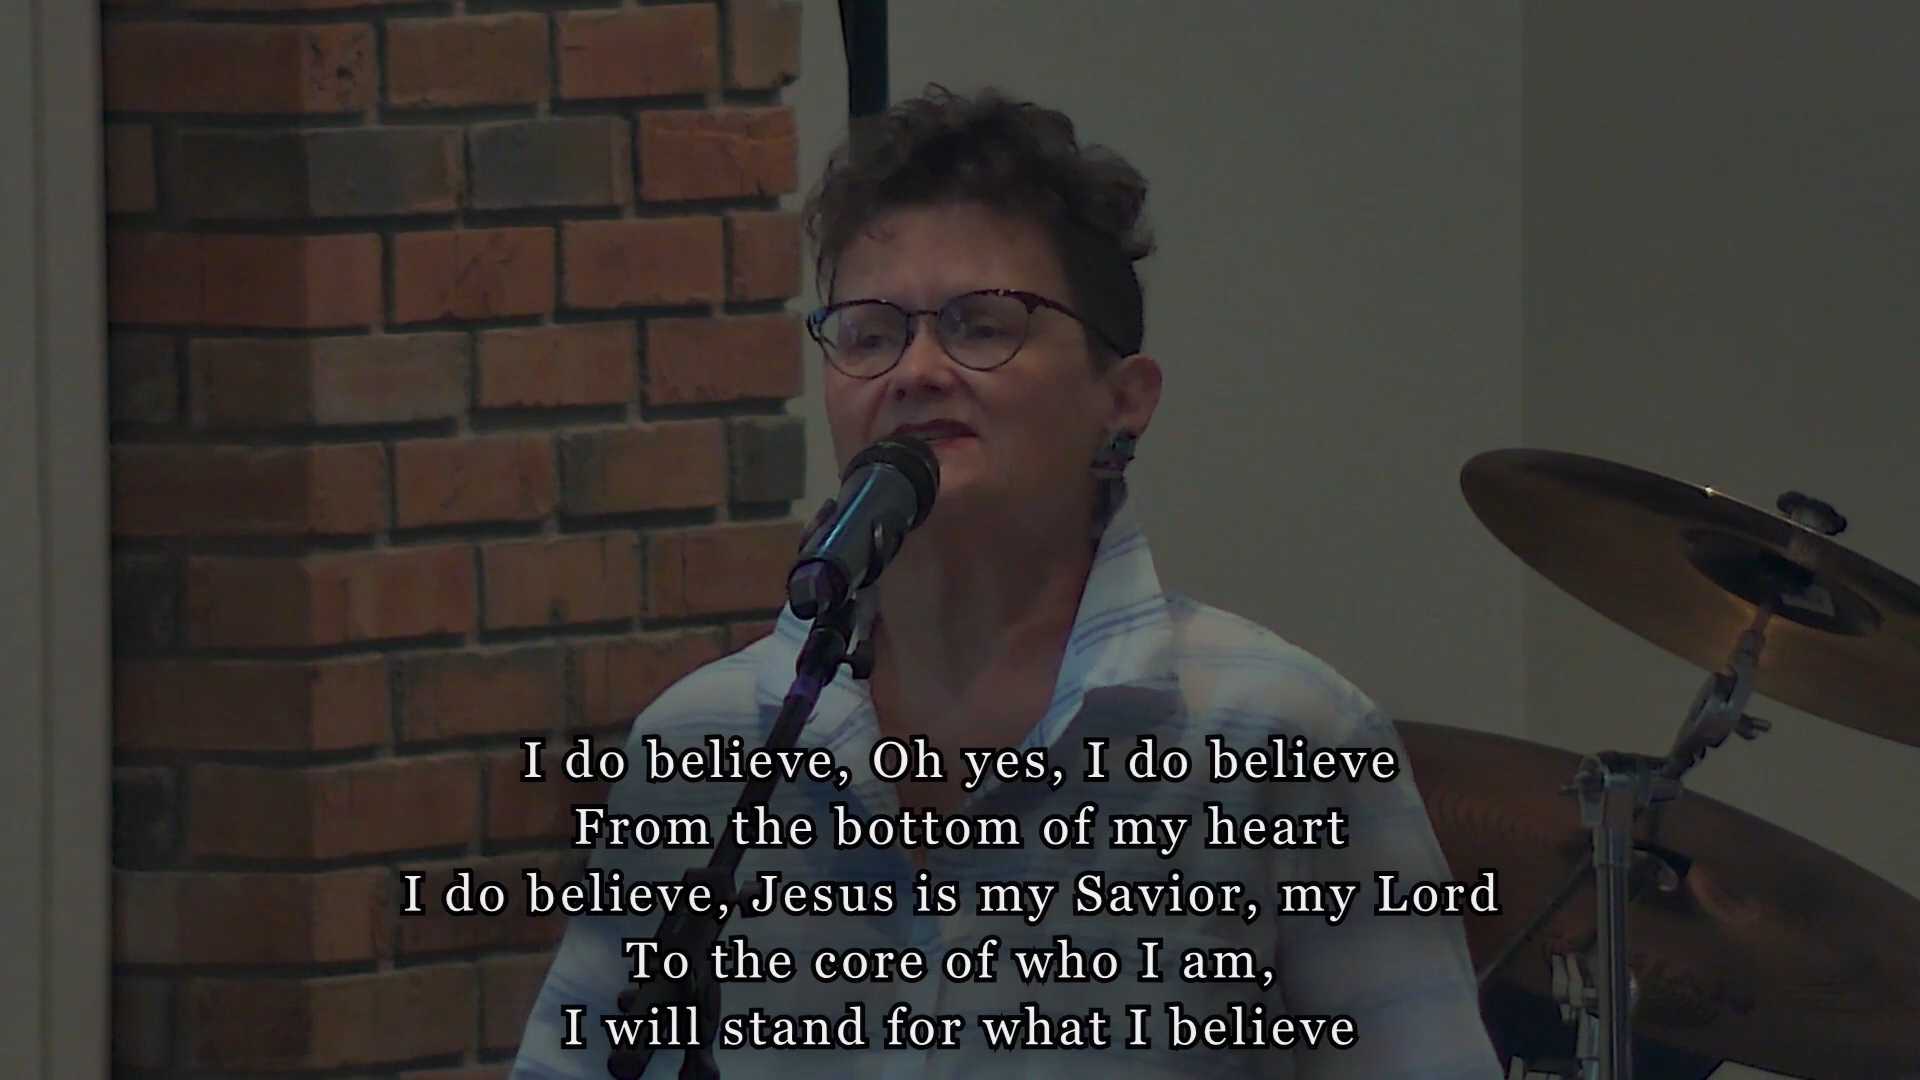 I do believe, Oh yes, I do believe
From the bottom of my heart
I do believe, Jesus is my Savior, my Lord
To the core of who I am,
I will stand for what I believe